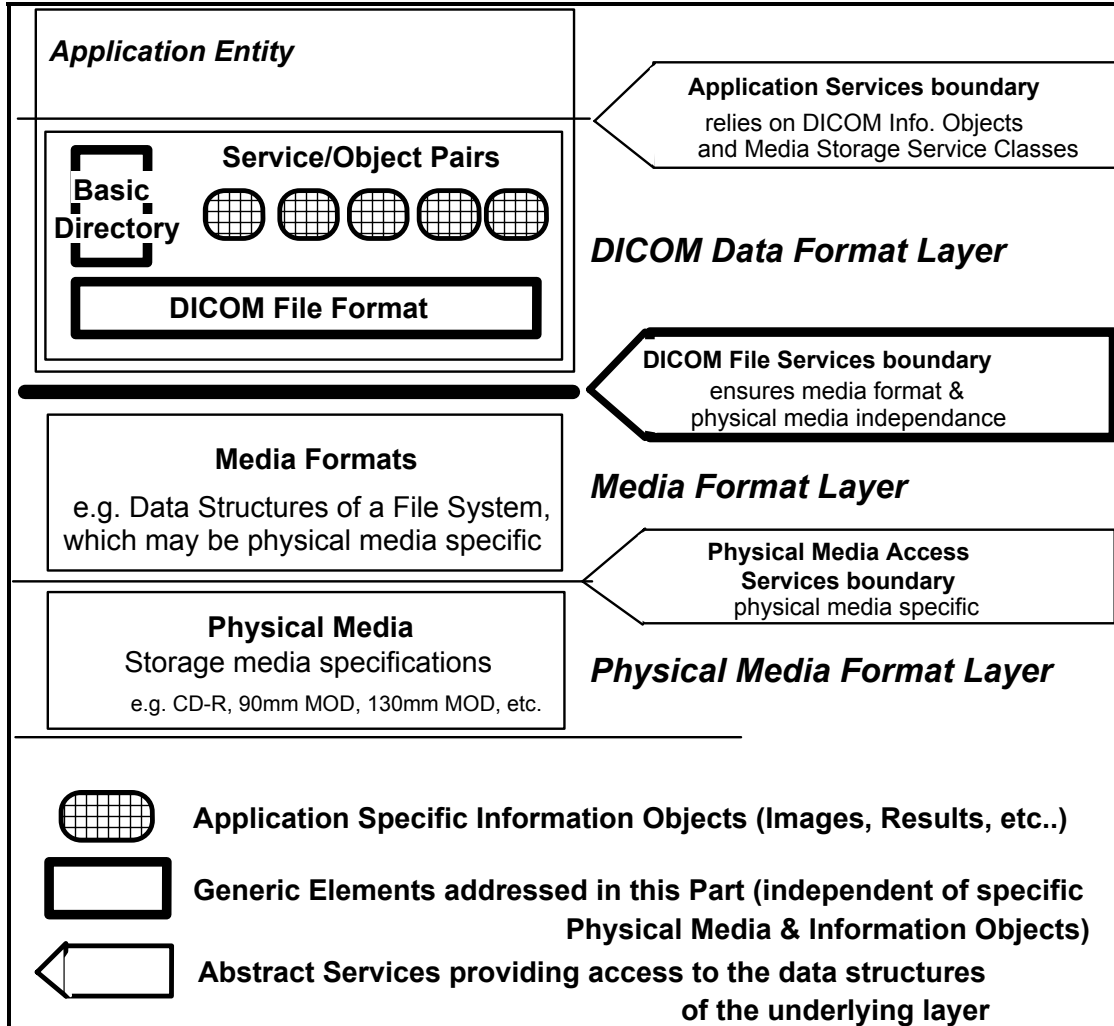 Application Entity
Application Services boundary
relies on DICOM Info. Objects
and Media Storage Service Classes
Service/Object Pairs
Basic
Directory
DICOM Data Format Layer
DICOM File Format
DICOM File Services boundary
ensures media format &
physical media independance
Media Formats
e.g. Data Structures of a File System,
which may be physical media specific
Media Format Layer
Physical Media Access
Services boundary
physical media specific
Physical Media
Storage media specifications
e.g. CD-R, 90mm MOD, 130mm MOD, etc.
Physical Media Format Layer
Application Specific Information Objects (Images, Results, etc..)
Generic Elements addressed in this Part (independent of specific
Physical Media & Information Objects)
Abstract Services providing access to the data structures
of the underlying layer